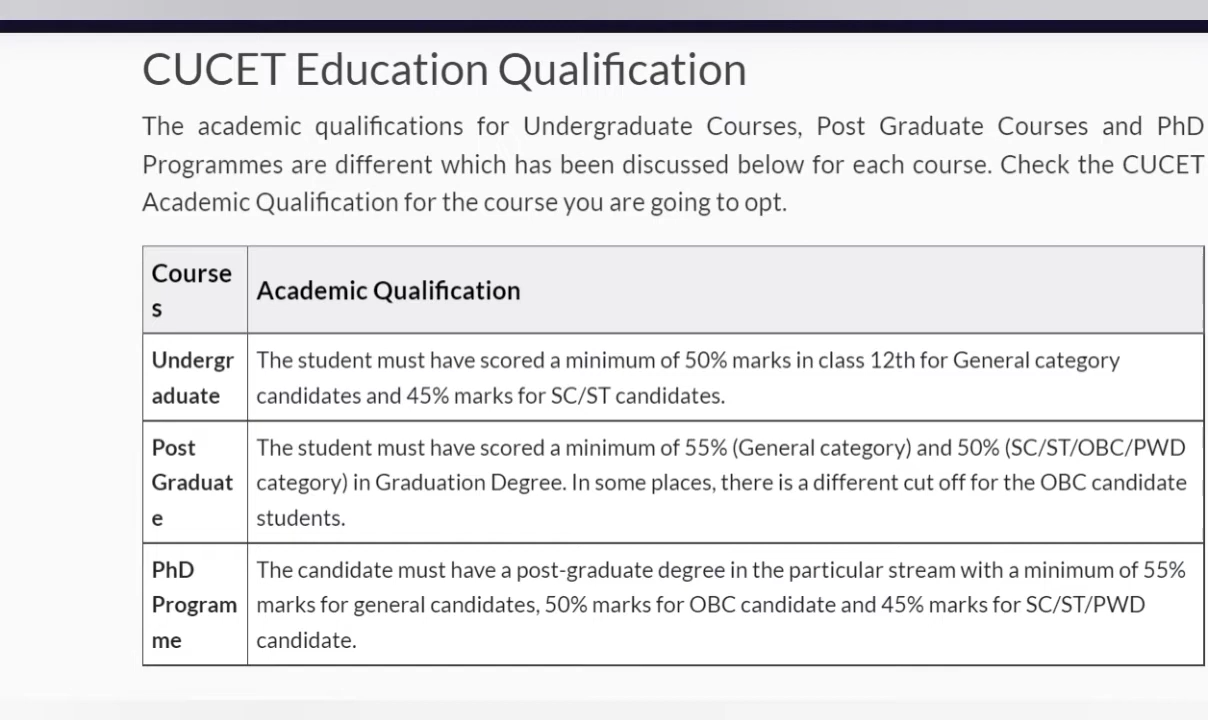 CUCET Education Qualification
The academic qualifications for Undergraduate Courses, Post Graduate Courses and PhD
Programmes are different which has been discussed below for each course. Check the CUCET
Academic Qualification for the course you are going to opt.
Course
s
Academic Qualification
Undergr
aduate
The student must have scored a minimum of 50% marks in class 12th for General category
candidates and 45% marks for SC/ST candidates.
Post
Graduat
e
The student must have scored a minimum of 55% (General category) and 50% (SC/ST/OBC/PWD
category) in Graduation Degree. In some places, there is a different cut off for the OBC candidate
students.
PhD
Program
me
The candidate must have a post-graduate degree in the particular stream with a minimum of 55%
marks for general candidates, 50% marks for OBC candidate and 45% marks for SC/ST/PWD
candidate.